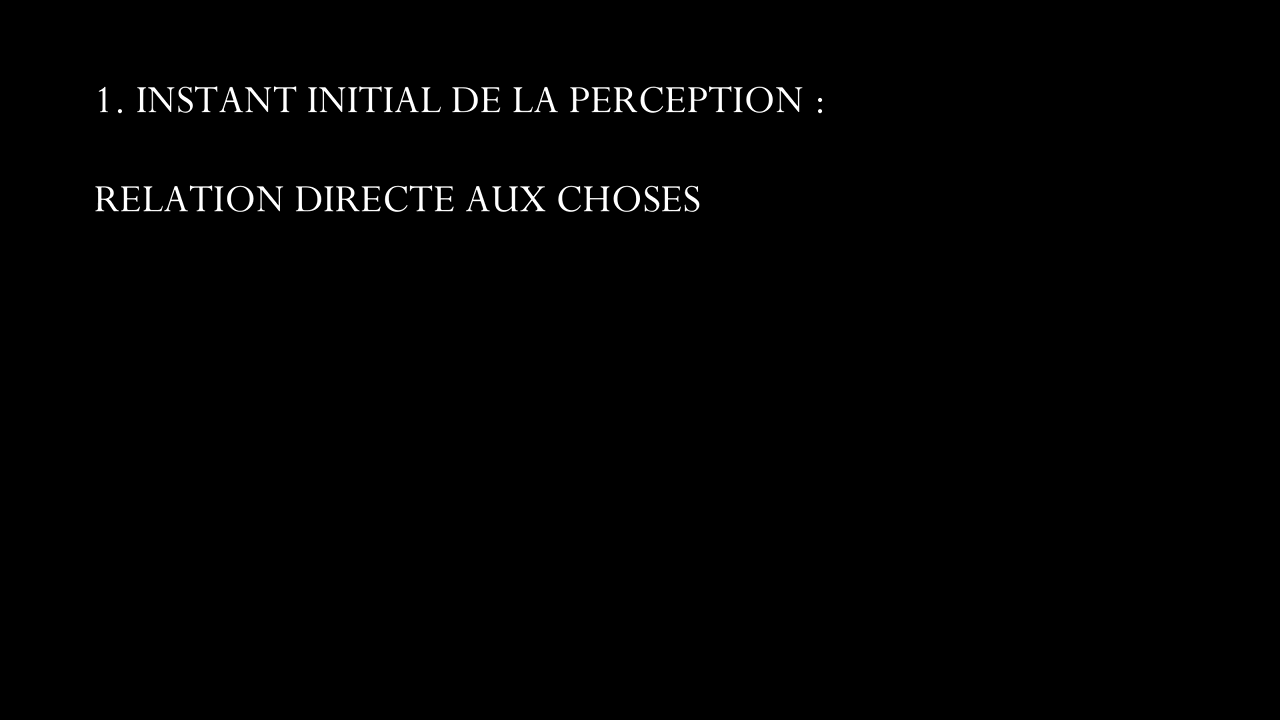 1. INSTANT INITIAL DE LA PERCEPTION :
RELATION DIRECTE AUX CHOSES